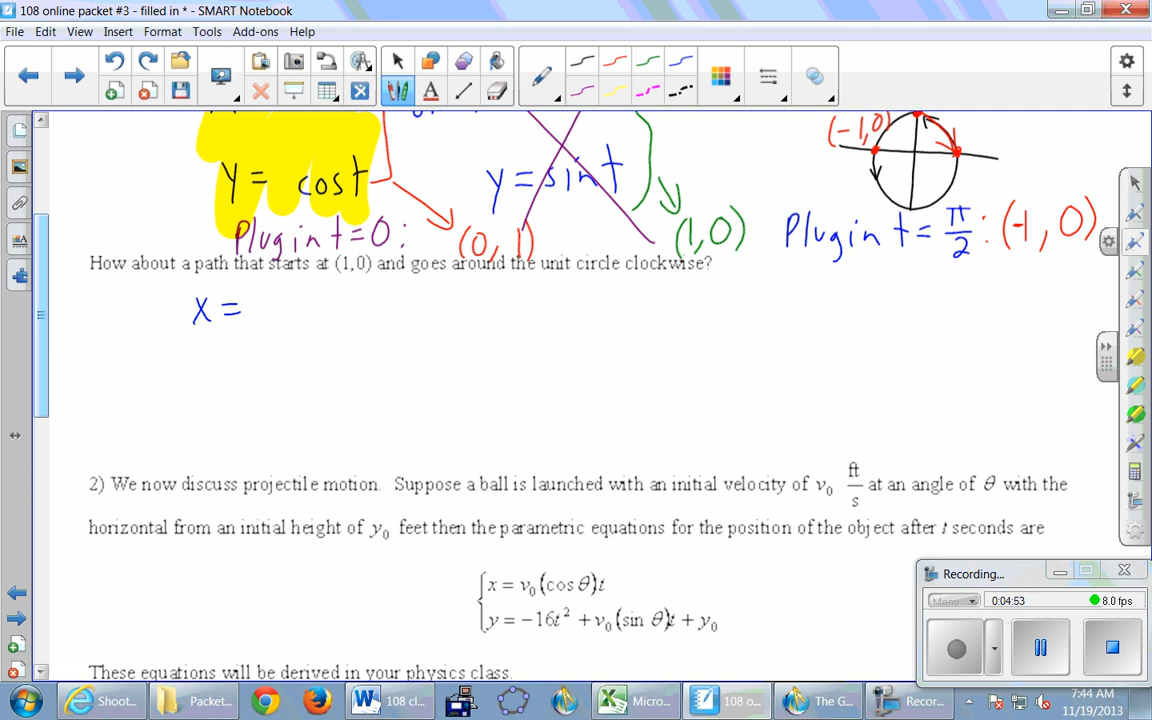 108 online packet #3 - filled in * - SMART Notebook
File Edit View Insert Format Tools Add-ons Help
(-1,0)
y = cost
y = sint
Plug in t=0:
(0, 1)
(1,0)
Plug in t = π/2 : (-1, 0)
How about a path that starts at (1,0) and goes around the unit circle clockwise?
x =
2) We now discuss projectile motion. Suppose a ball is launched with an initial velocity of v₀ ft/s at an angle of θ with the
horizontal from an initial height of y₀ feet then the parametric equations for the position of the object after t seconds are
x = v₀(cos θ)t
y = -16t² + v₀(sin θ)t + y₀
These equations will be derived in your physics class.
Recording...
Menu 0:04:53 8.0 fps
Shoot... Packet... 108 cl... Micro... 108 o... The G... Recor...
7:44 AM
11/19/2013